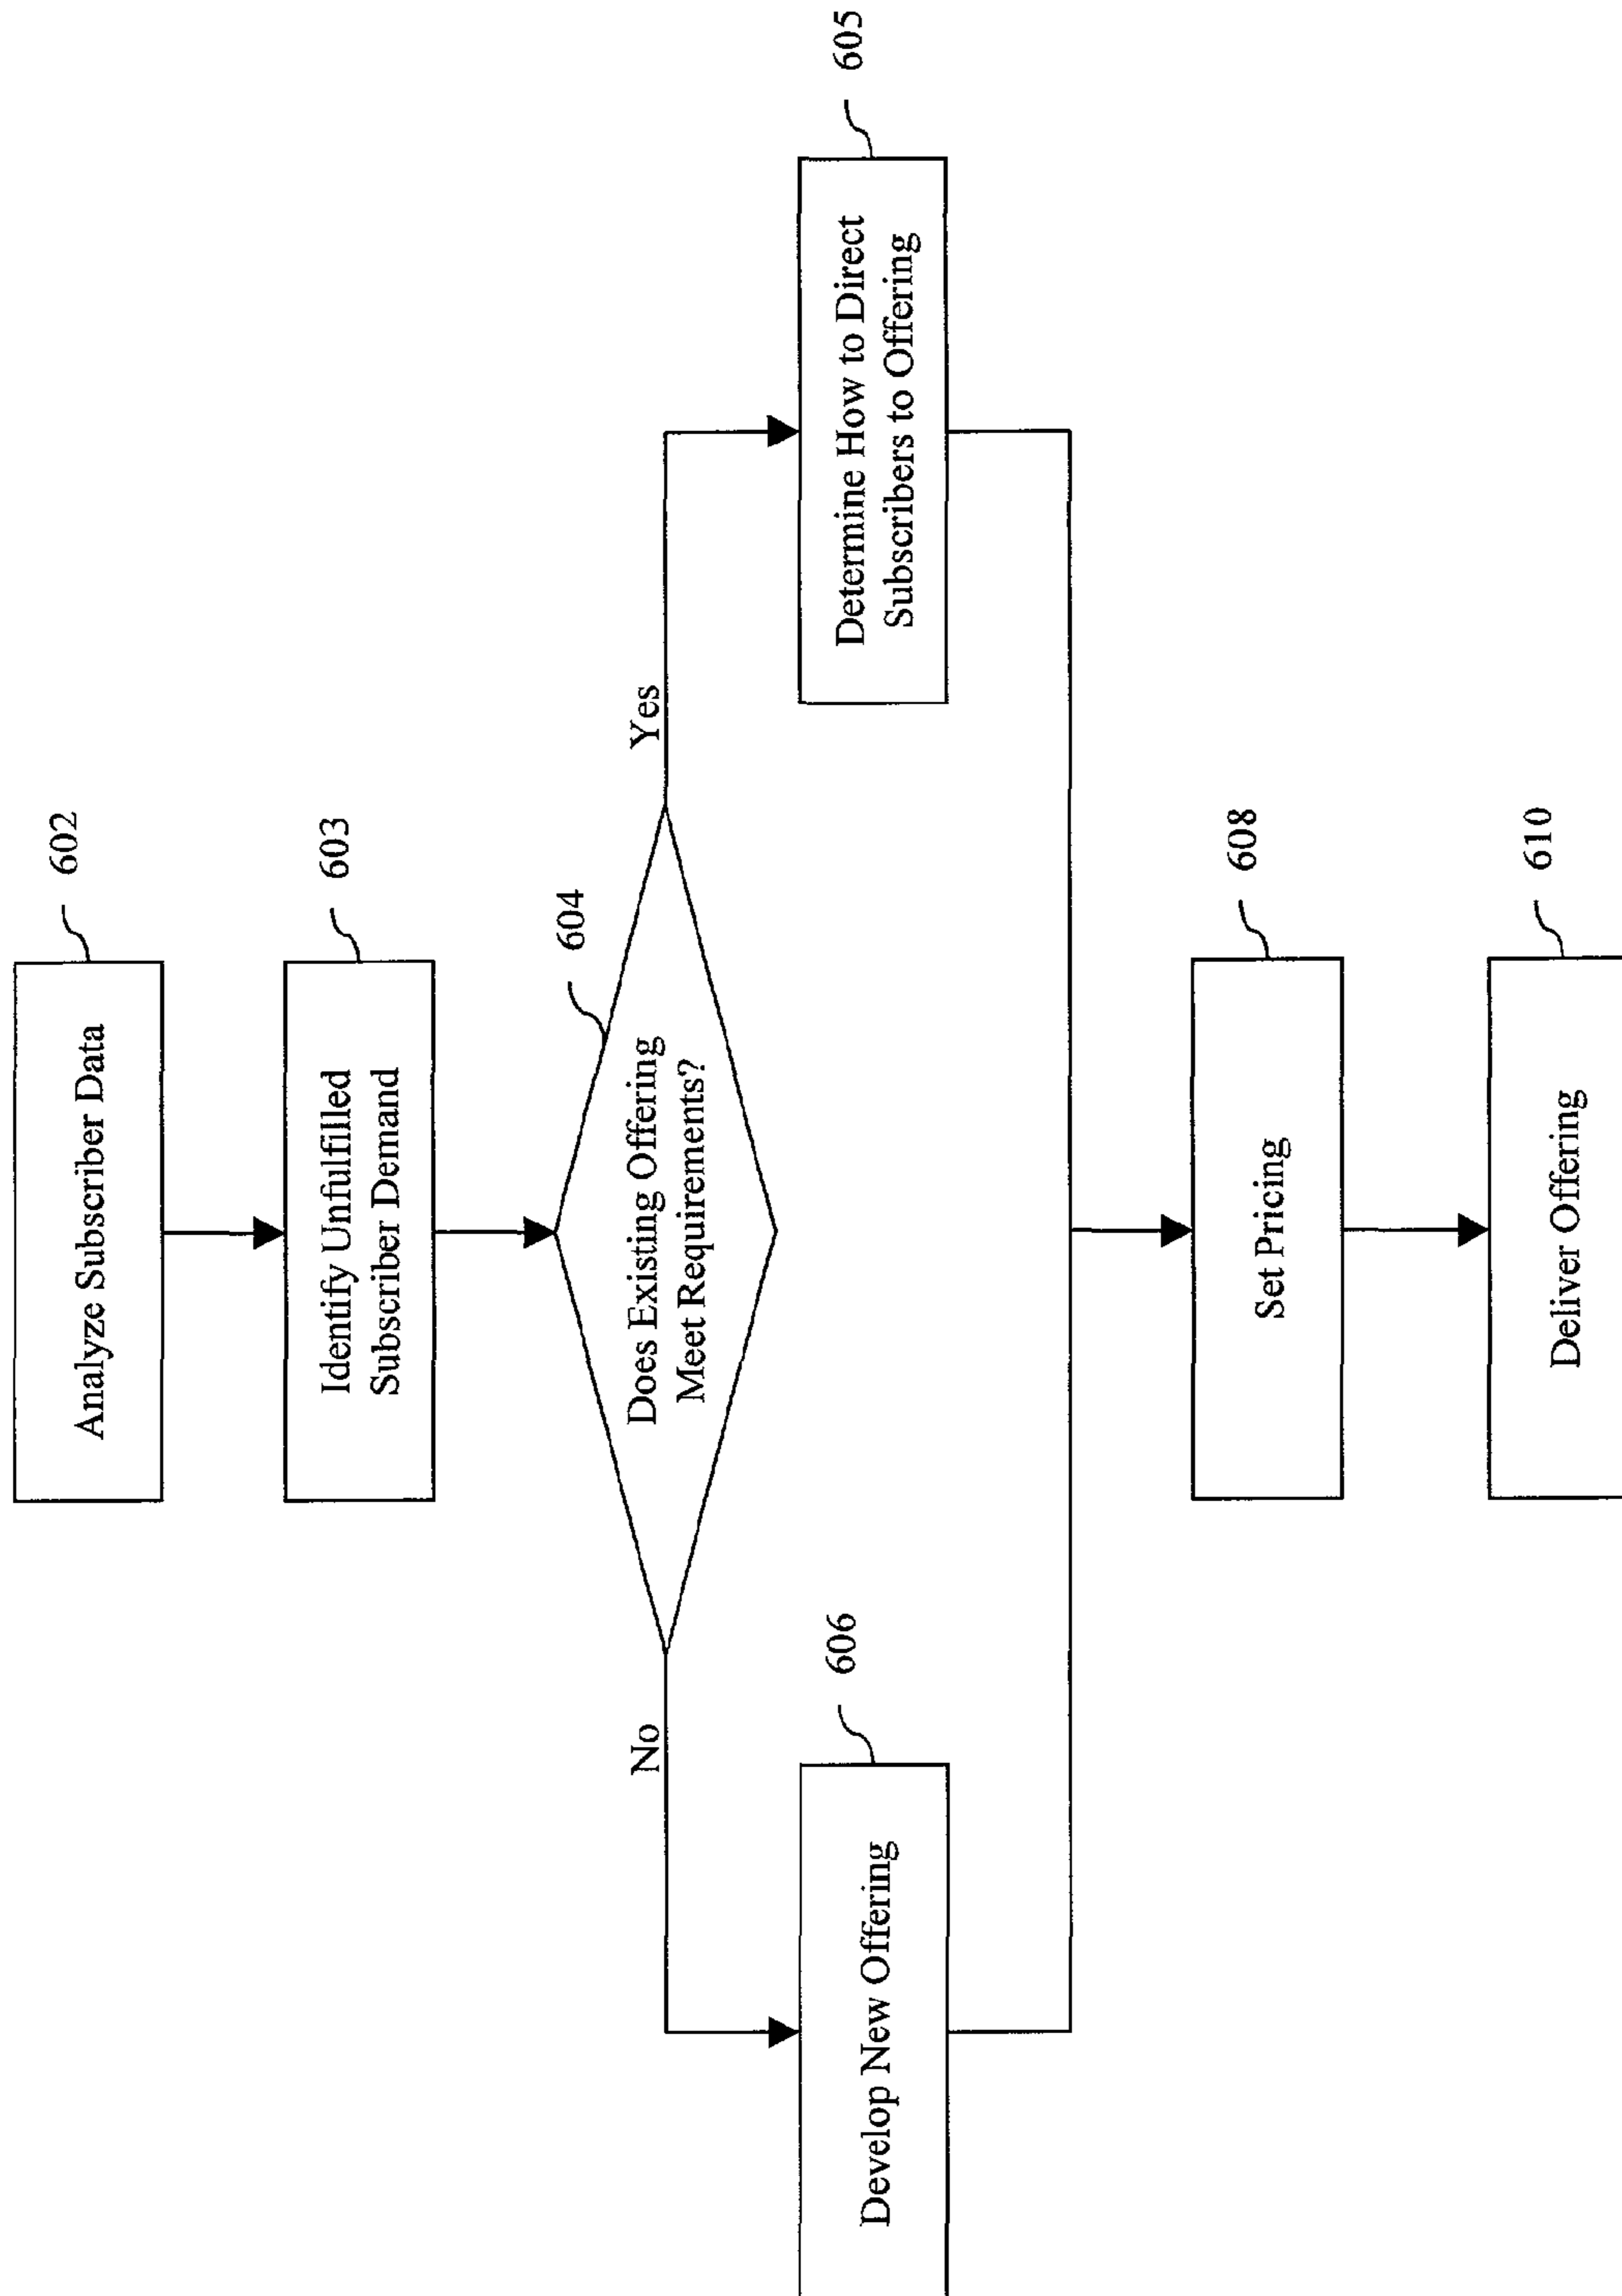 Analyze Subscriber Data
602
Identify Unfulfilled
Subscriber Demand
603
604
Does Existing Offering
Meet Requirements?
No
Yes
Develop New Offering
606
Determine How to Direct
Subscribers to Offering
605
Set Pricing
608
Deliver Offering
610